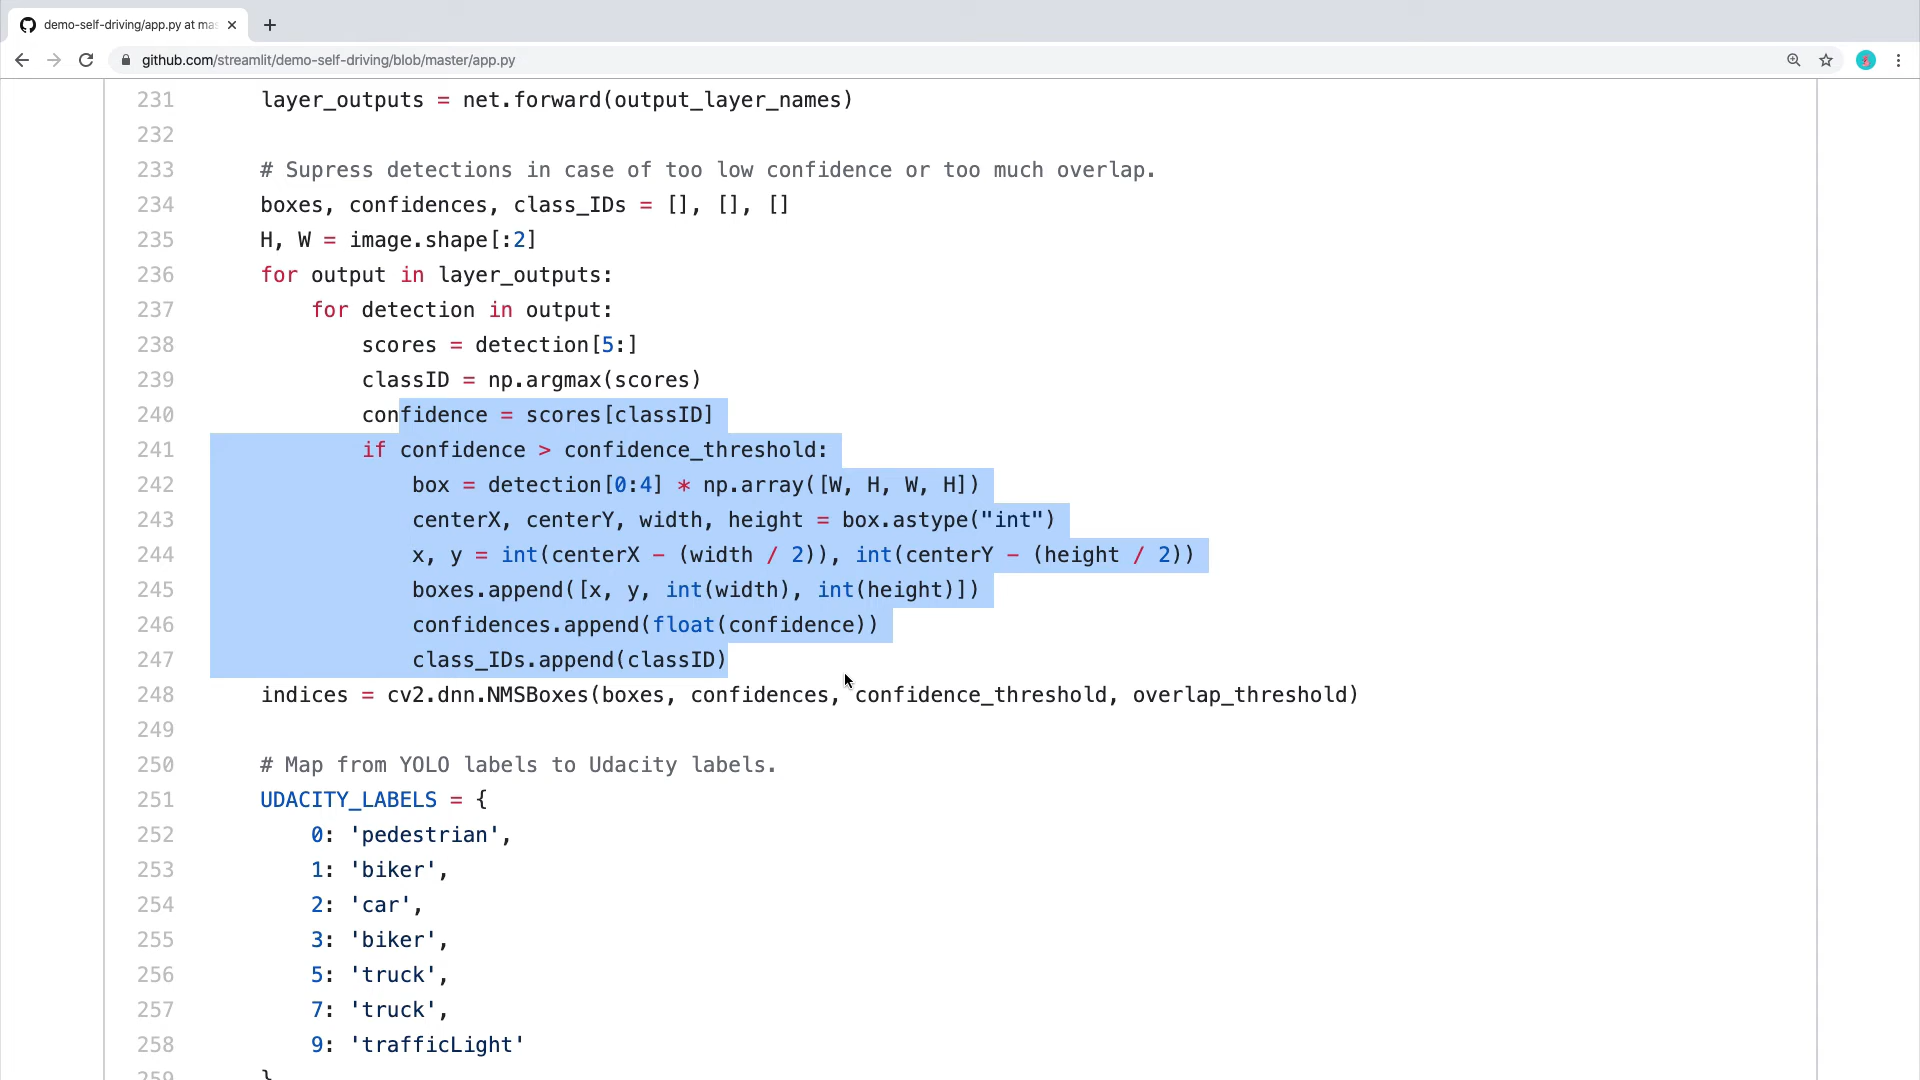 demo-self-driving/app.py at mas
github.com/streamlit/demo-self-driving/blob/master/app.py
231 layer_outputs = net.forward(output_layer_names)
232
233 # Supress detections in case of too low confidence or too much overlap.
234 boxes, confidences, class_IDs = [], [], []
235 H, W = image.shape[:2]
236 for output in layer_outputs:
237 for detection in output:
238 scores = detection[5:]
239 classID = np.argmax(scores)
240 confidence = scores[classID]
241 if confidence > confidence_threshold:
242 box = detection[0:4] * np.array([W, H, W, H])
243 centerX, centerY, width, height = box.astype("int")
244 x, y = int(centerX - (width / 2)), int(centerY - (height / 2))
245 boxes.append([x, y, int(width), int(height)])
246 confidences.append(float(confidence))
247 class_IDs.append(classID)
248 indices = cv2.dnn.NMSBoxes(boxes, confidences, confidence_threshold, overlap_threshold)
249
250 # Map from YOLO labels to Udacity labels.
251 UDACITY_LABELS = {
252 0: 'pedestrian',
253 1: 'biker',
254 2: 'car',
255 3: 'biker',
256 5: 'truck',
257 7: 'truck',
258 9: 'trafficLight'
259 }